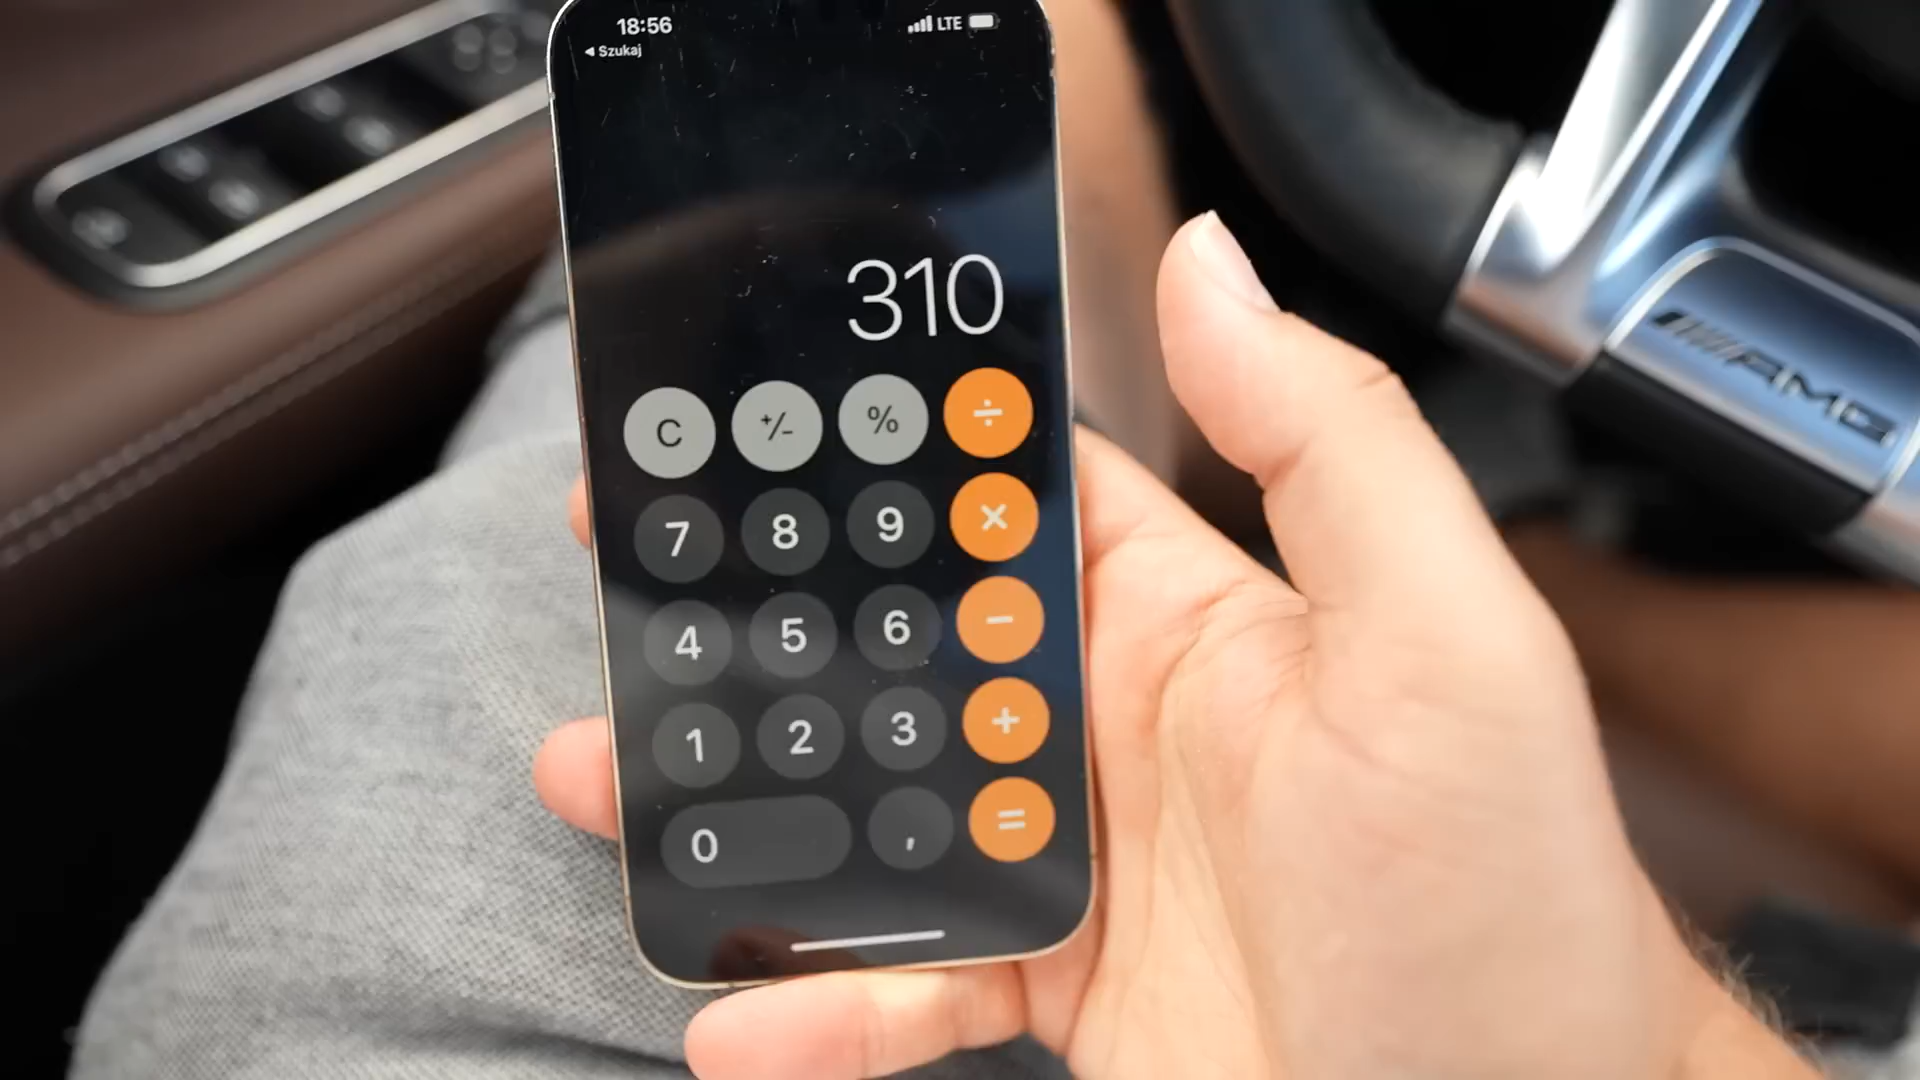 18:56 LTE
◀ Szukaj
310
C +/- % ÷
7 8 9 ×
4 5 6 −
1 2 3 +
0 , =
AMG